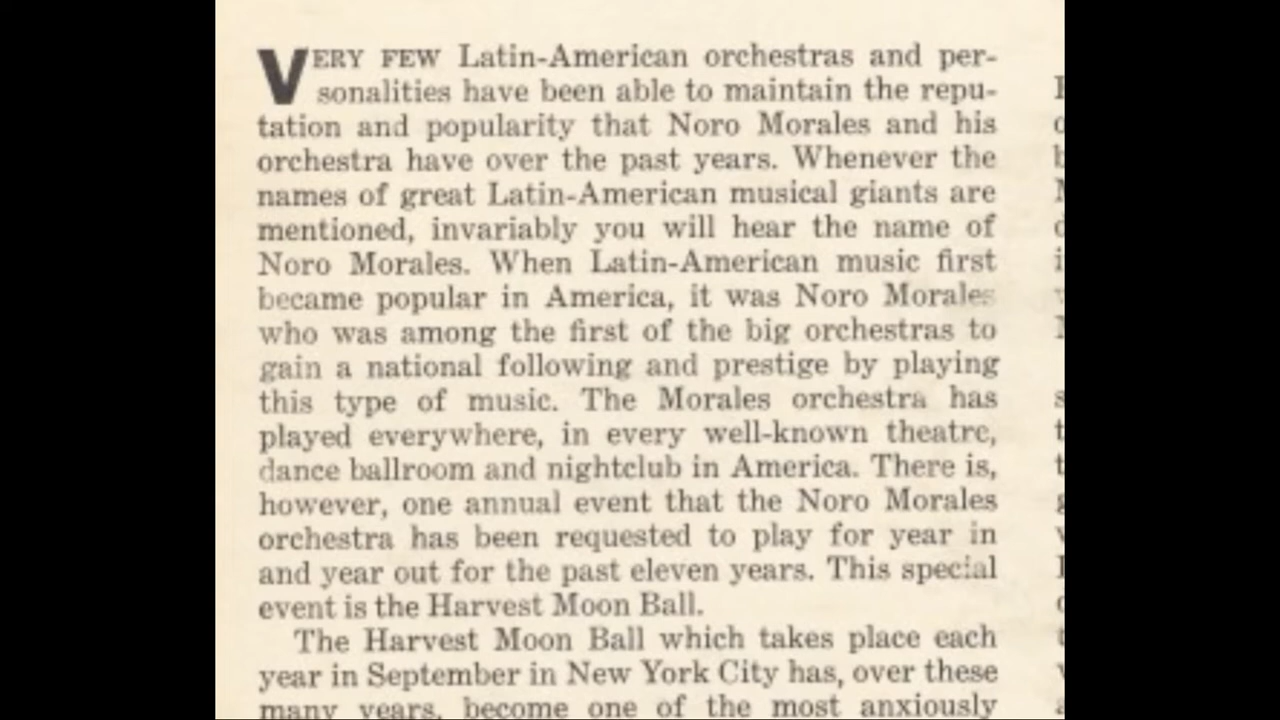 VERY FEW Latin-American orchestras and per-
sonalities have been able to maintain the repu-
tation and popularity that Noro Morales and his
orchestra have over the past years. Whenever the
names of great Latin-American musical giants are
mentioned, invariably you will hear the name of
Noro Morales. When Latin-American music first
became popular in America, it was Noro Morales
who was among the first of the big orchestras to
gain a national following and prestige by playing
this type of music. The Morales orchestra has
played everywhere, in every well-known theatre,
dance ballroom and nightclub in America. There is,
however, one annual event that the Noro Morales
orchestra has been requested to play for year in
and year out for the past eleven years. This special
event is the Harvest Moon Ball.
The Harvest Moon Ball which takes place each
year in September in New York City has, over these
many years, become one of the most anxiously